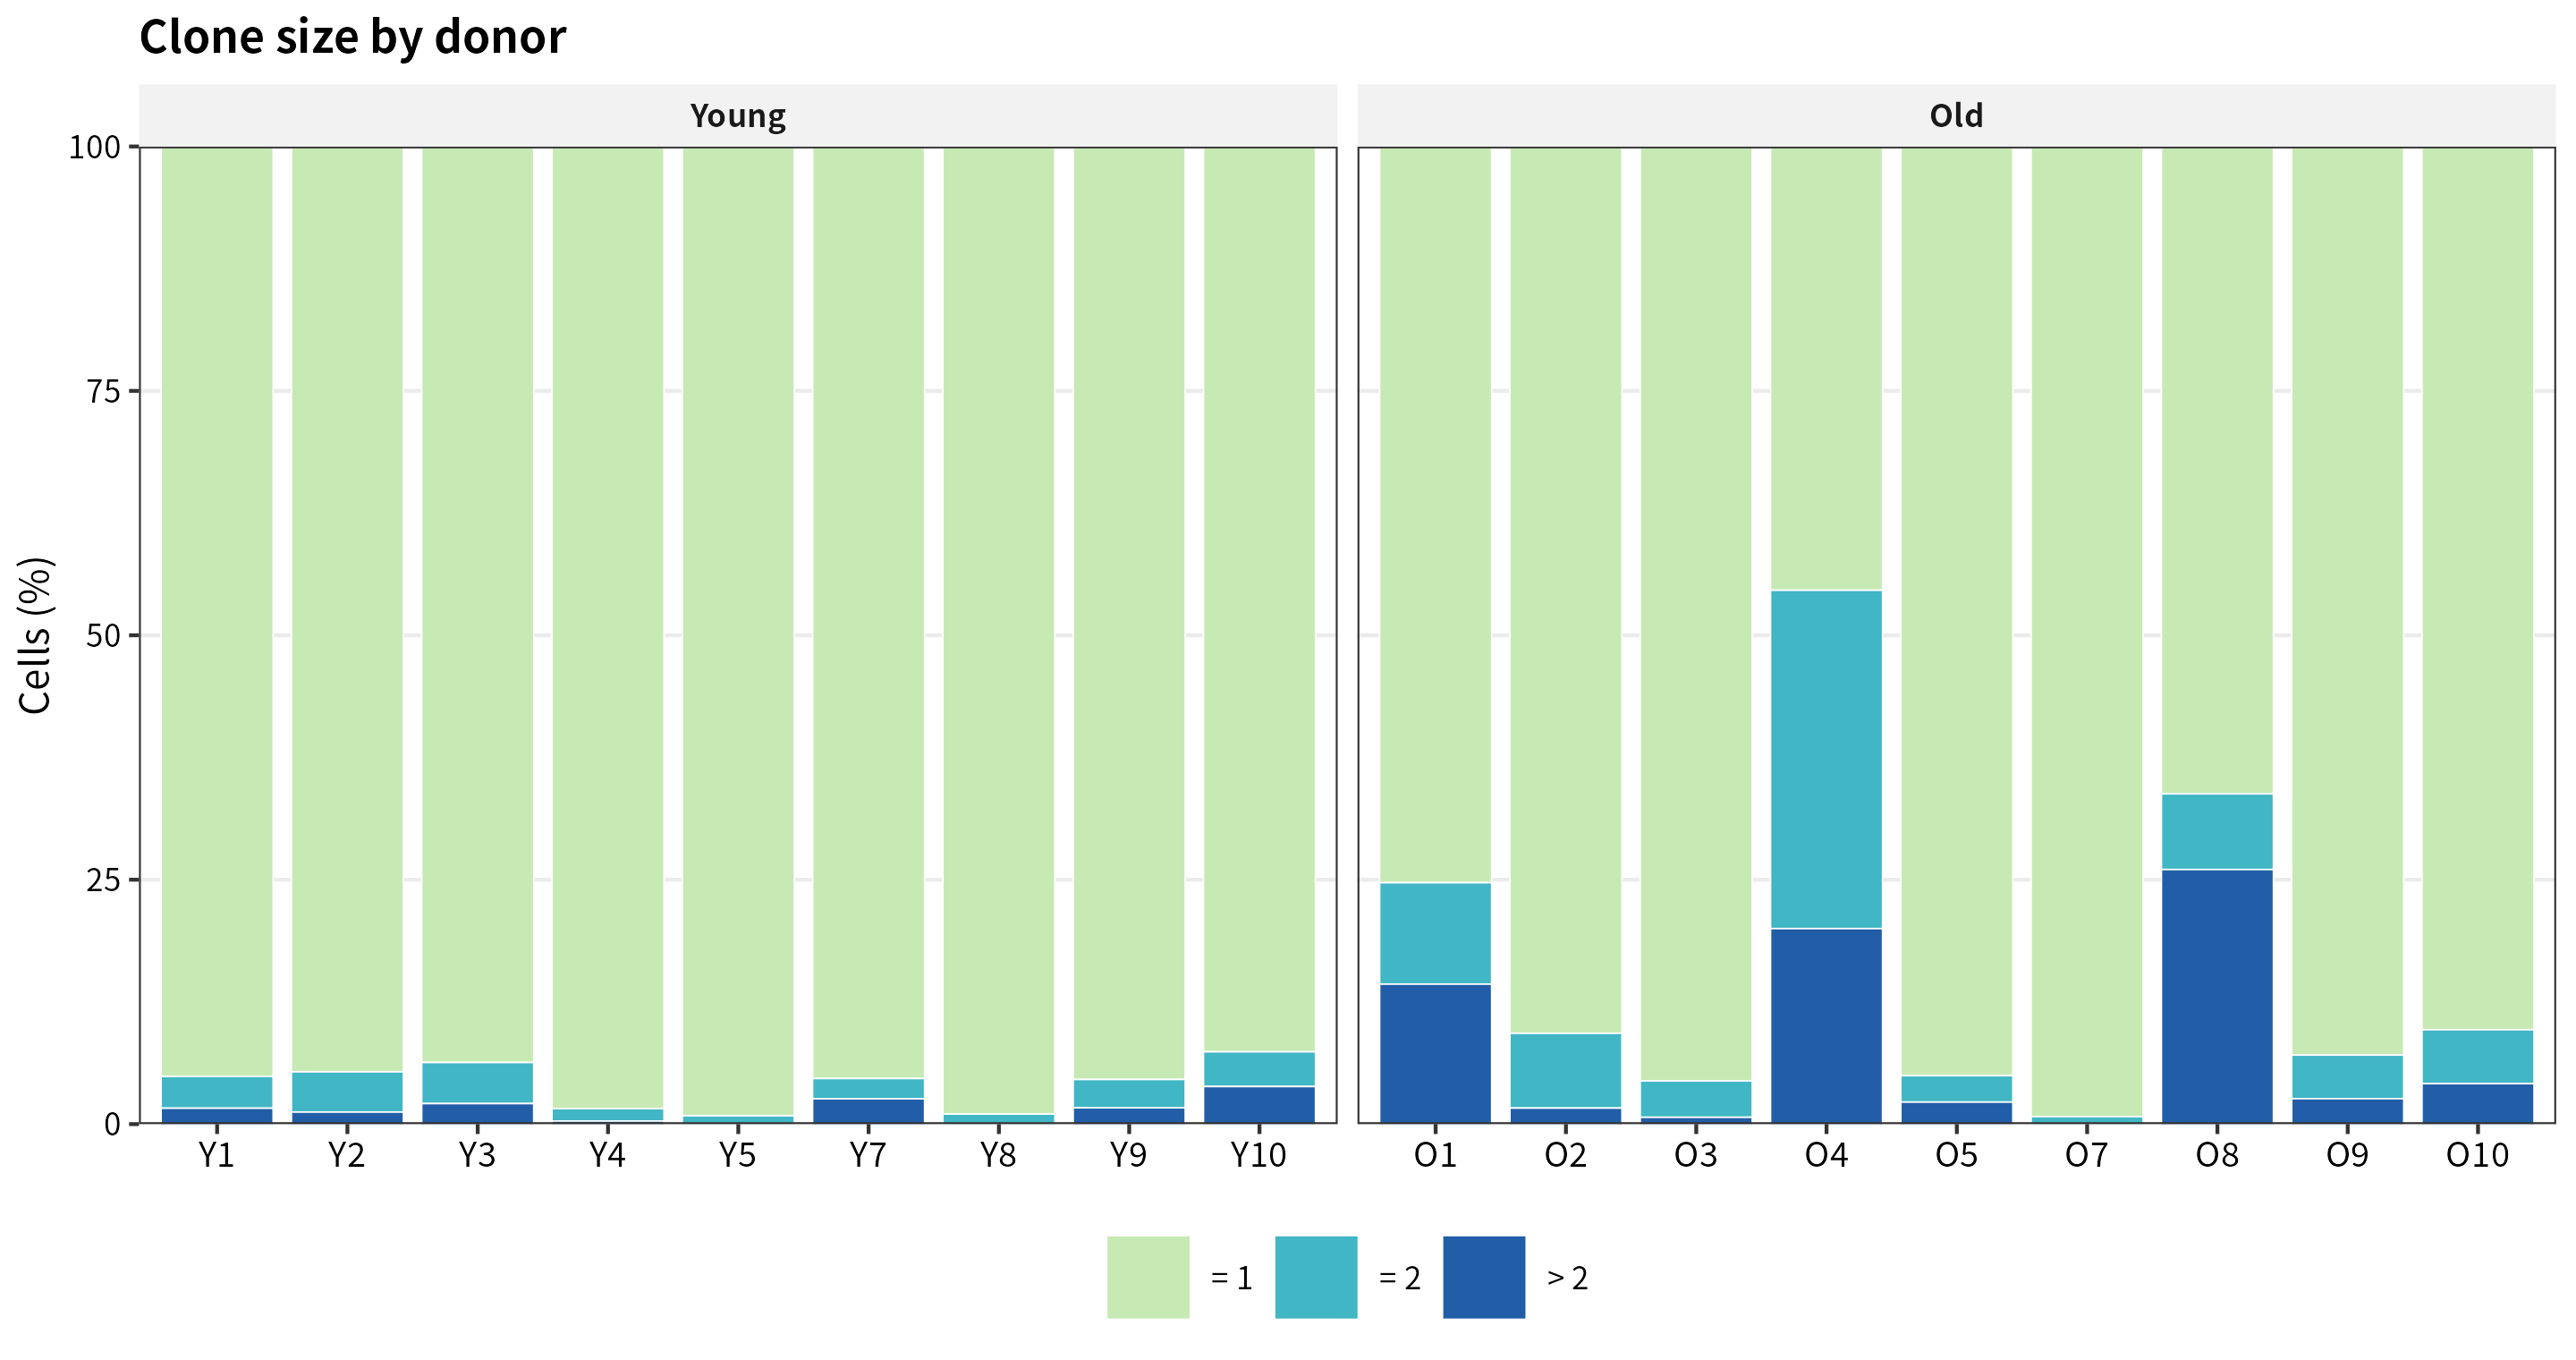 Clone size by donor
Young
Old
100
75
50
25
0
Cells (%)
Y1 Y2 Y3 Y4 Y5 Y7 Y8 Y9 Y10
O1 O2 O3 O4 O5 O7 O8 O9 O10
= 1 = 2 > 2